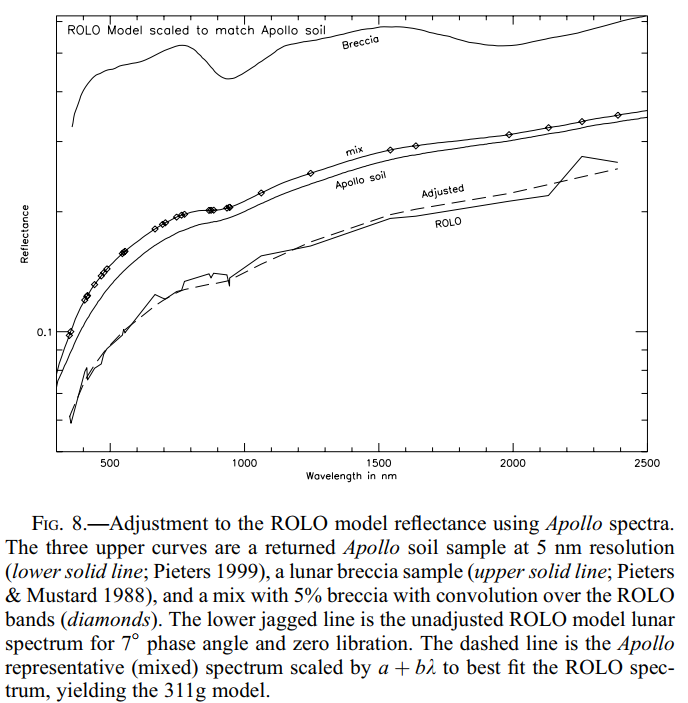 ROLO Model scaled to match Apollo soil
Breccia
mix
Apollo soil
Adjusted
ROLO
Reflectance
0.1
500 1000 1500 2000 2500
Wavelength in nm
FIG. 8.—Adjustment to the ROLO model reflectance using Apollo spectra.
The three upper curves are a returned Apollo soil sample at 5 nm resolution
(lower solid line; Pieters 1999), a lunar breccia sample (upper solid line; Pieters
& Mustard 1988), and a mix with 5% breccia with convolution over the ROLO
bands (diamonds). The lower jagged line is the unadjusted ROLO model lunar
spectrum for 7° phase angle and zero libration. The dashed line is the Apollo
representative (mixed) spectrum scaled by a + bλ to best fit the ROLO spec-
trum, yielding the 311g model.